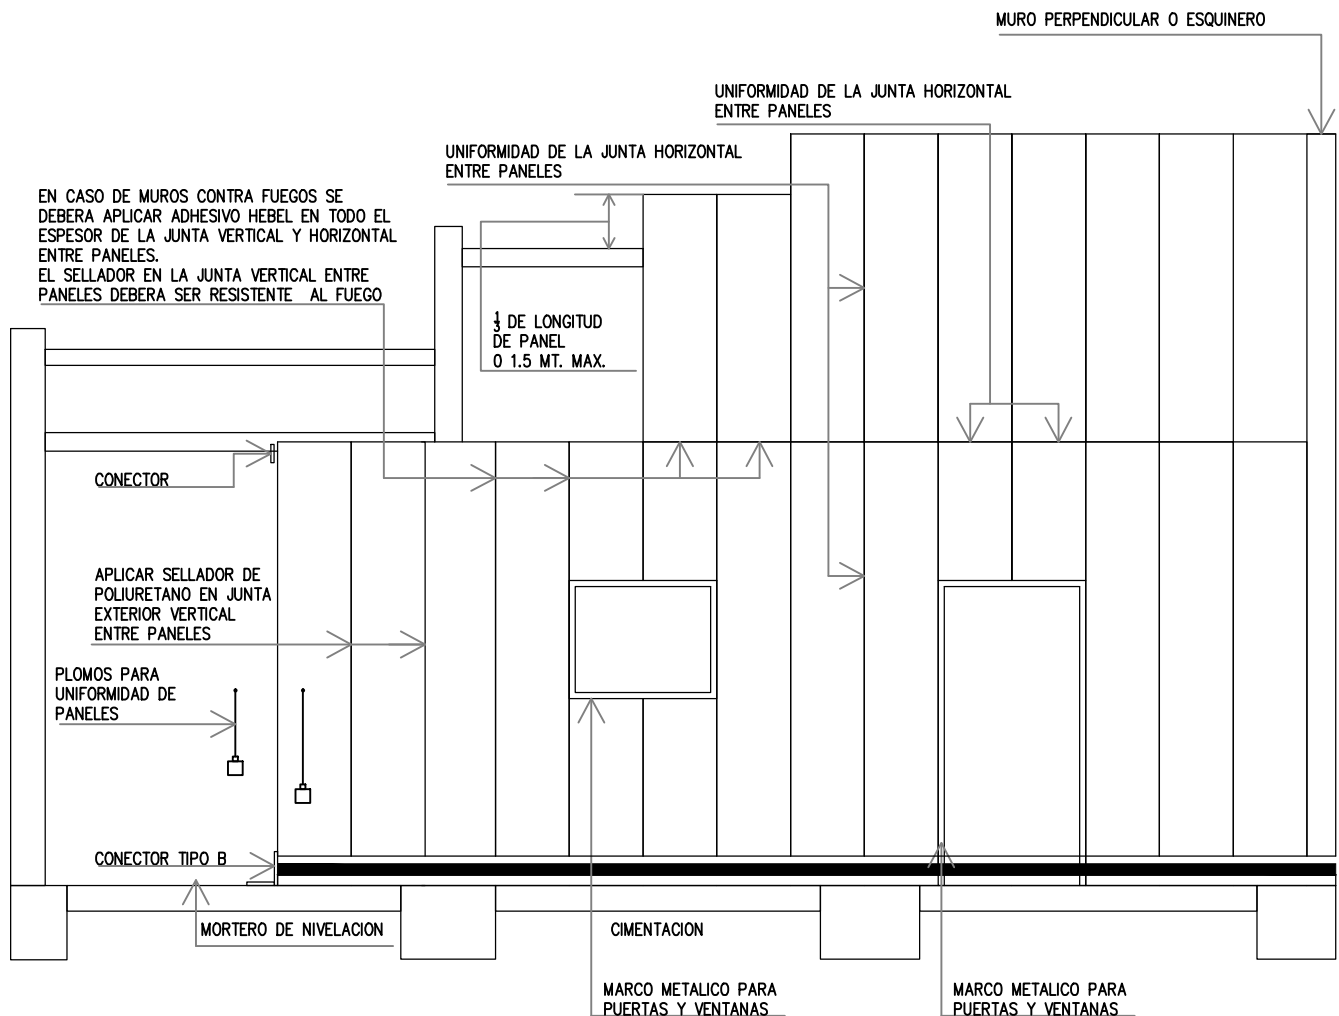 MURO PERPENDICULAR O ESQUINERO
UNIFORMIDAD DE LA JUNTA HORIZONTAL
ENTRE PANELES
UNIFORMIDAD DE LA JUNTA HORIZONTAL
ENTRE PANELES
EN CASO DE MUROS CONTRA FUEGOS SE
DEBERA APLICAR ADHESIVO HEBEL EN TODO EL
ESPESOR DE LA JUNTA VERTICAL Y HORIZONTAL
ENTRE PANELES.
EL SELLADOR EN LA JUNTA VERTICAL ENTRE
PANELES DEBERA SER RESISTENTE AL FUEGO
1/3 DE LONGITUD
DE PANEL
O 1.5 MT. MAX.
CONECTOR
APLICAR SELLADOR DE
POLIURETANO EN JUNTA
EXTERIOR VERTICAL
ENTRE PANELES
PLOMOS PARA
UNIFORMIDAD DE
PANELES
CONECTOR TIPO B
MORTERO DE NIVELACION
CIMENTACION
MARCO METALICO PARA
PUERTAS Y VENTANAS
MARCO METALICO PARA
PUERTAS Y VENTANAS